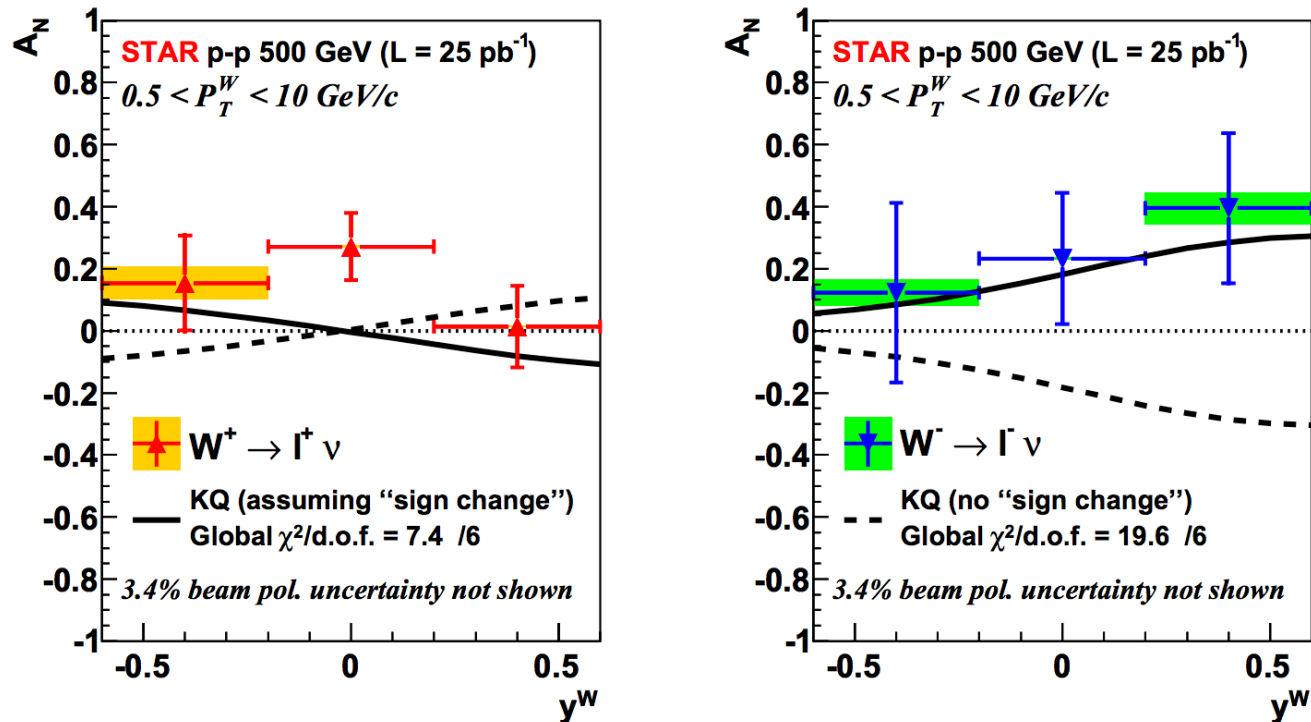 A_N
1
0.8
0.6
0.4
0.2
0
-0.2
-0.4
-0.6
-0.8
-1
STAR p-p 500 GeV (L = 25 pb⁻¹)
0.5 < P_T^W < 10 GeV/c
W⁺ → l⁺ ν
KQ (assuming “sign change”)
Global χ²/d.o.f. = 7.4 /6
3.4% beam pol. uncertainty not shown
-0.5
0
0.5
y^W
A_N
1
0.8
0.6
0.4
0.2
0
-0.2
-0.4
-0.6
-0.8
-1
STAR p-p 500 GeV (L = 25 pb⁻¹)
0.5 < P_T^W < 10 GeV/c
W⁻ → l⁻ ν
KQ (no “sign change”)
Global χ²/d.o.f. = 19.6 /6
3.4% beam pol. uncertainty not shown
-0.5
0
0.5
y^W